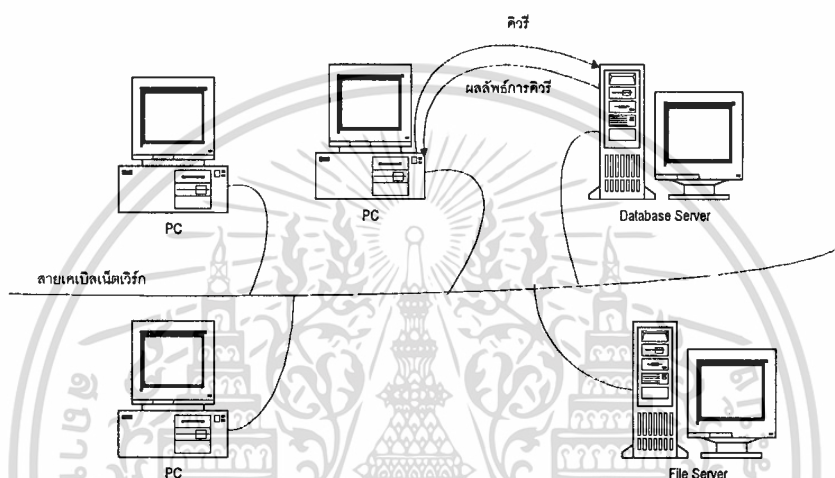 คิวรี
ผลลัพธ์การคิวรี
PC
PC
Database Server
สายเคเบิลเน็ตเวิร์ก
PC
File Server